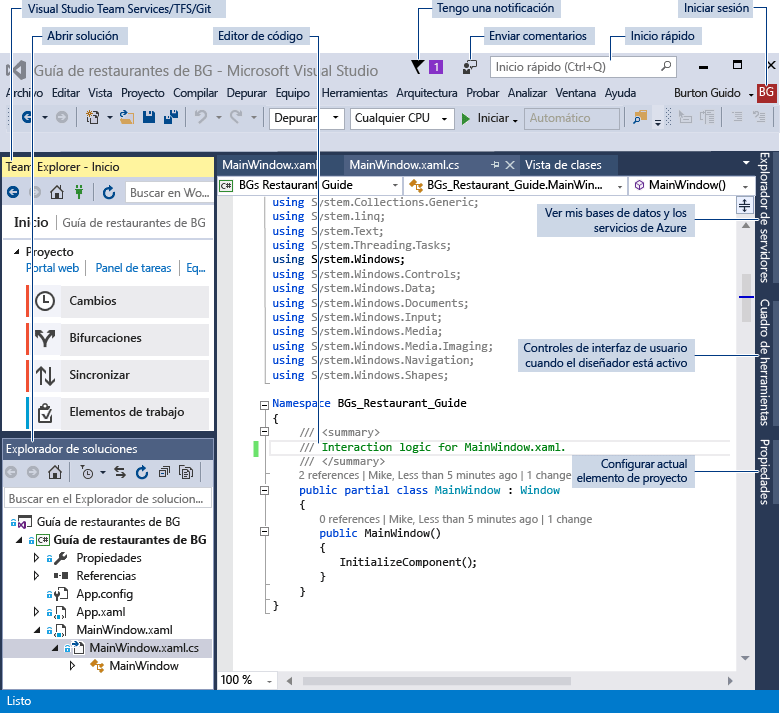 Visual Studio Team Services/TFS/Git
Tengo una notificación
Iniciar sesión
Abrir solución
Editor de código
Enviar comentarios
Inicio rápido
Guía de restaurantes de BG - Microsoft Visual Studio
1
Inicio rápido (Ctrl+Q)
Archivo Editar Vista Proyecto Compilar Depurar Equipo Herramientas Arquitectura Probar Analizar Ventana Ayuda Burton Guido BG
Depurar Cualquier CPU Iniciar Automático
Team Explorer - Inicio
Buscar en Wo...
Inicio | Guía de restaurantes de BG
Proyecto
Portal web | Panel de tareas | Eq...
Cambios
Bifurcaciones
Sincronizar
Elementos de trabajo
Explorador de soluciones
Buscar en el Explorador de solucion...
Guía de restaurantes de BG
C# Guía de restaurantes de BG
Propiedades
Referencias
App.config
App.xaml
MainWindow.xaml
MainWindow.xaml.cs
MainWindow
MainWindow.xaml MainWindow.xaml.cs Vista de clases
C# BGs Restaurant Guide BGs_Restaurant_Guide.MainWin... MainWindow()
using System.Collections.Generic;
using System.linq;
using System.Text;
using System.Threading.Tasks;
using System.Windows;
using System.Windows.Controls;
using System.Windows.Data;
using System.Windows.Documents;
using System.Windows.Input;
using System.Windows.Media;
using System.Windows.Media.Imaging;
using System.Windows.Navigation;
using System.Windows.Shapes;
Namespace BGs_Restaurant_Guide
{
/// <summary>
/// Interaction logic for MainWindow.xaml.
/// </summary>
2 references | Mike, Less than 5 minutes ago | 1 change
public partial class MainWindow : Window
{
0 references | Mike, Less than 5 minutes ago | 1 change
public MainWindow()
{
InitializeComponent();
}
}
}
100 %
Ver mis bases de datos y los
servicios de Azure
Controles de interfaz de usuario
cuando el diseñador está activo
Configurar actual
elemento de proyecto
Explorador de servidores
Cuadro de herramientas
Propiedades
Listo